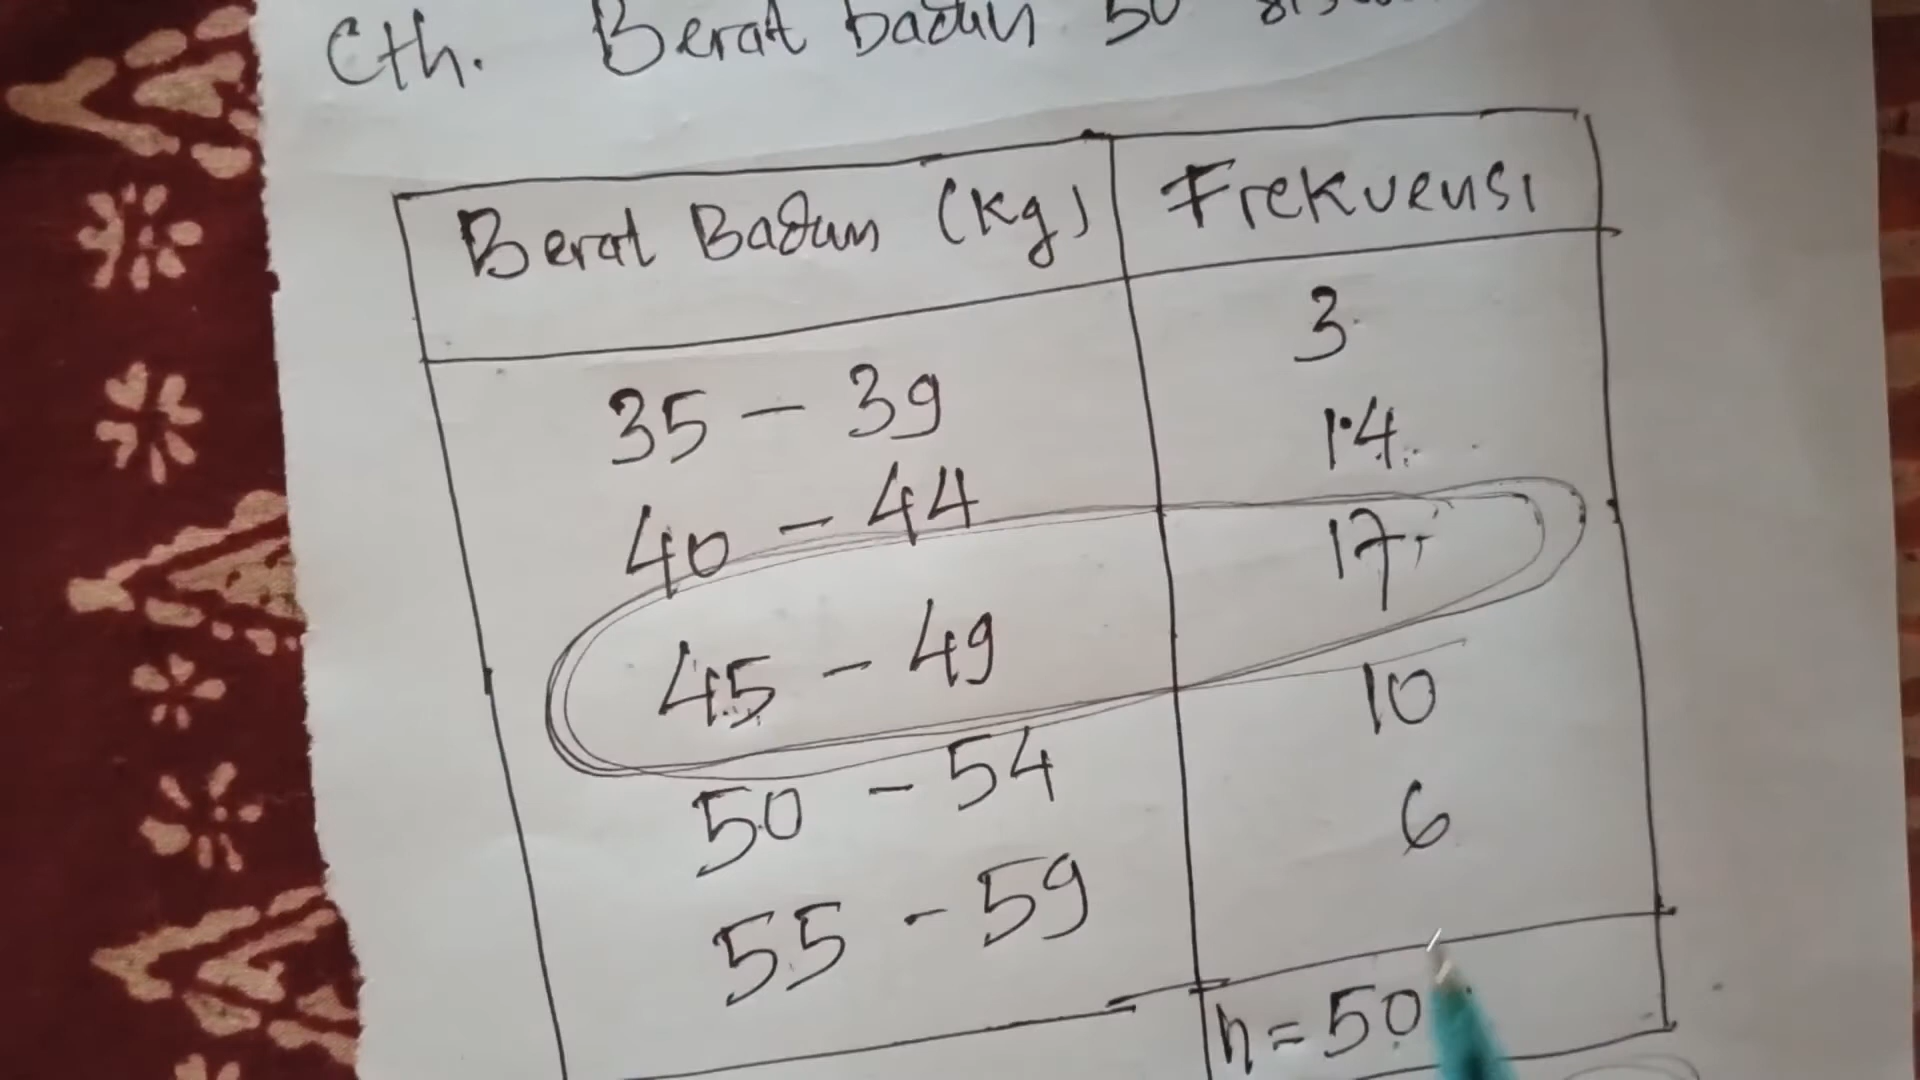 Cth. Berat badan 50
Berat Badan (Kg) Frekuensi
35 - 39 3
40 - 44 14
45 - 49 17
50 - 54 10
55 - 59 6
n = 50